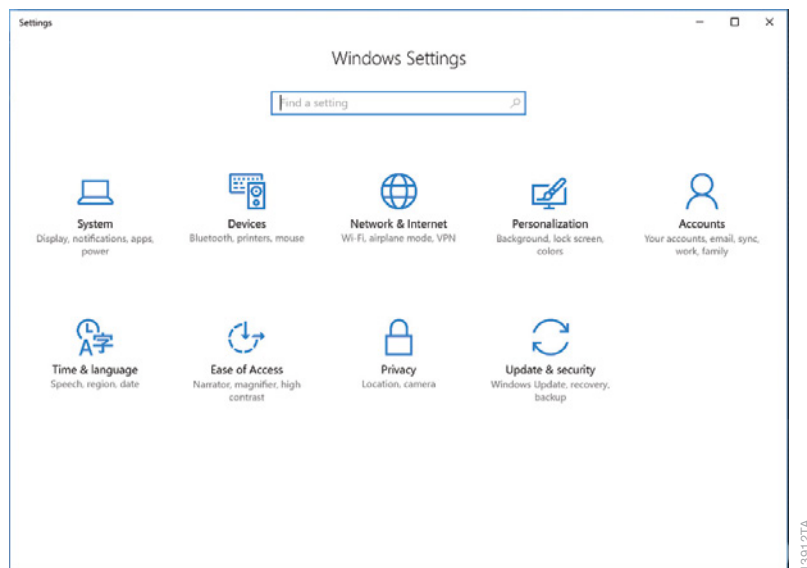 Settings
Windows Settings
Find a setting
System
Display, notifications, apps,
power
Devices
Bluetooth, printers, mouse
Network & Internet
Wi-Fi, airplane mode, VPN
Personalization
Background, lock screen,
colors
Accounts
Your accounts, email, sync,
work, family
Time & language
Speech, region, date
Ease of Access
Narrator, magnifier, high
contrast
Privacy
Location, camera
Update & security
Windows Update, recovery,
backup